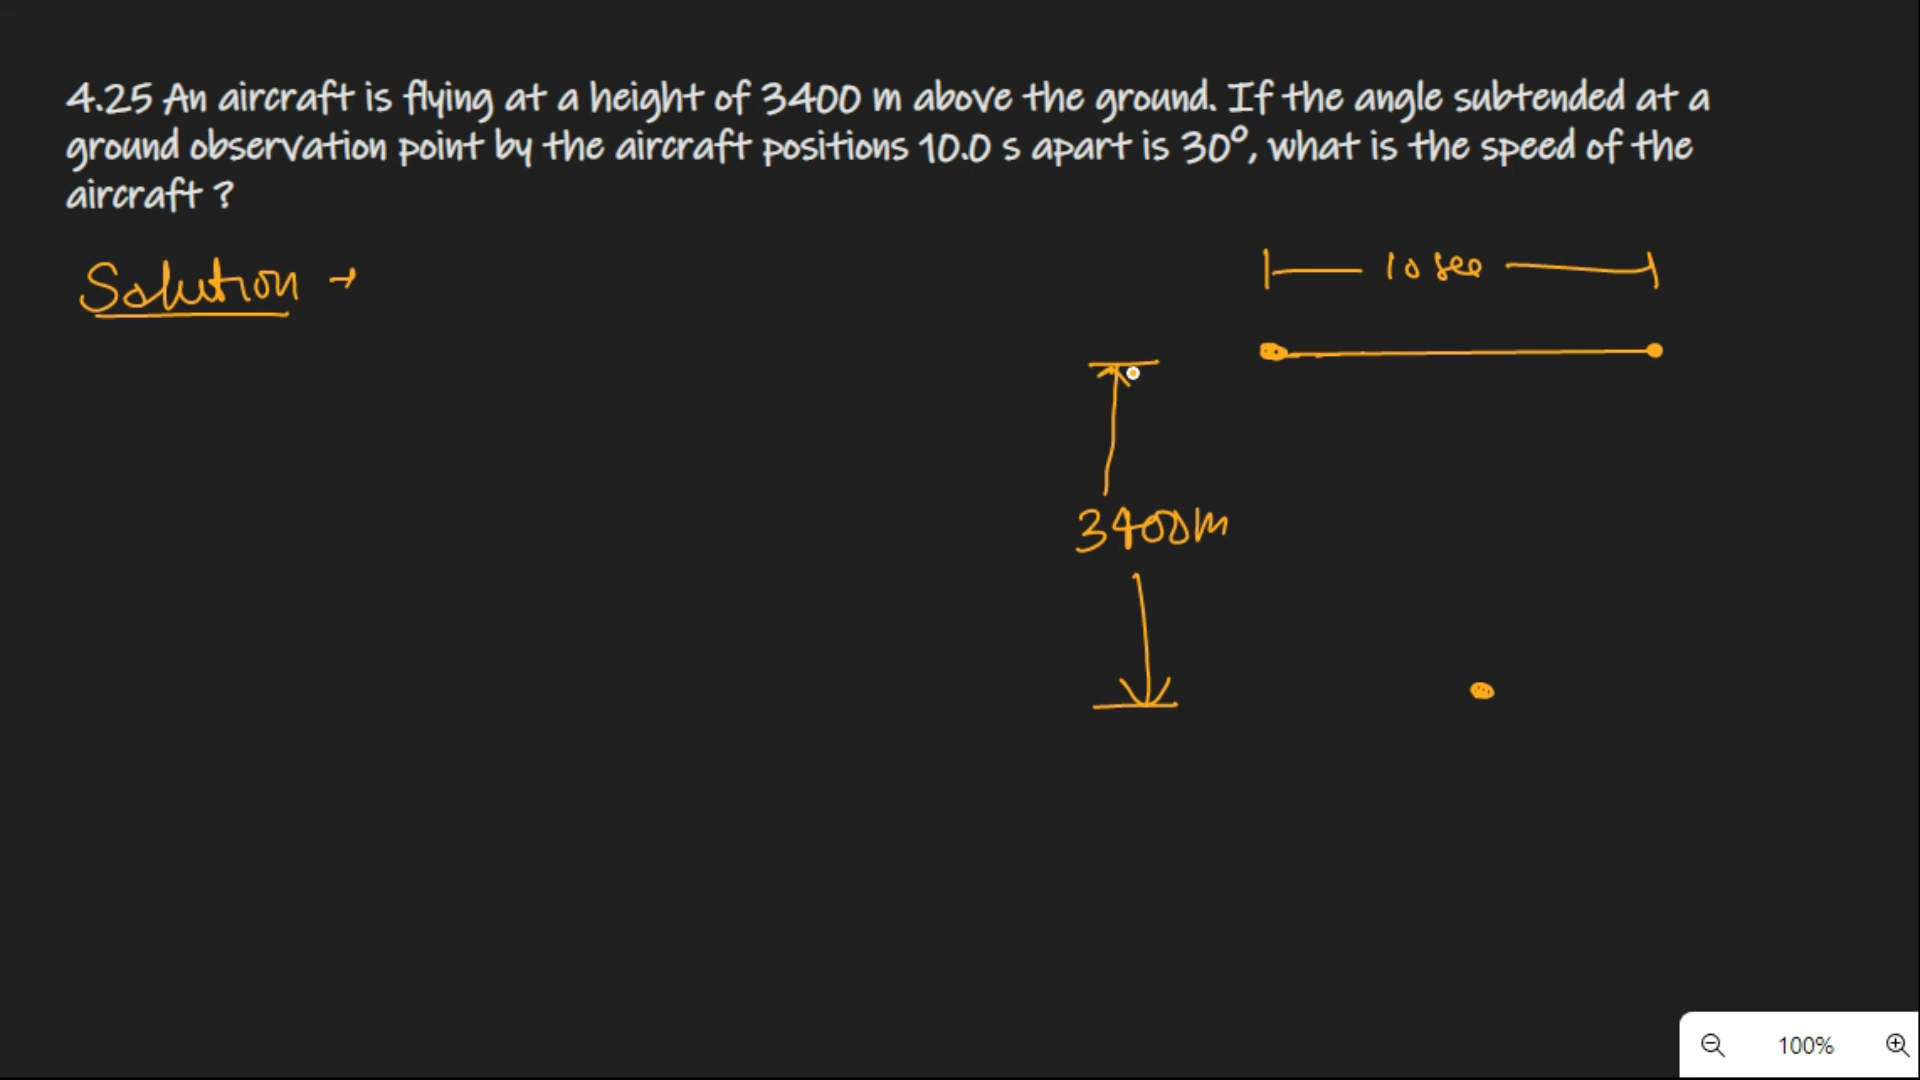 4.25 An aircraft is flying at a height of 3400 m above the ground. If the angle subtended at a
ground observation point by the aircraft positions 10.0 s apart is 30°, what is the speed of the
aircraft ?
Solution →
10 sec
3400m
100%